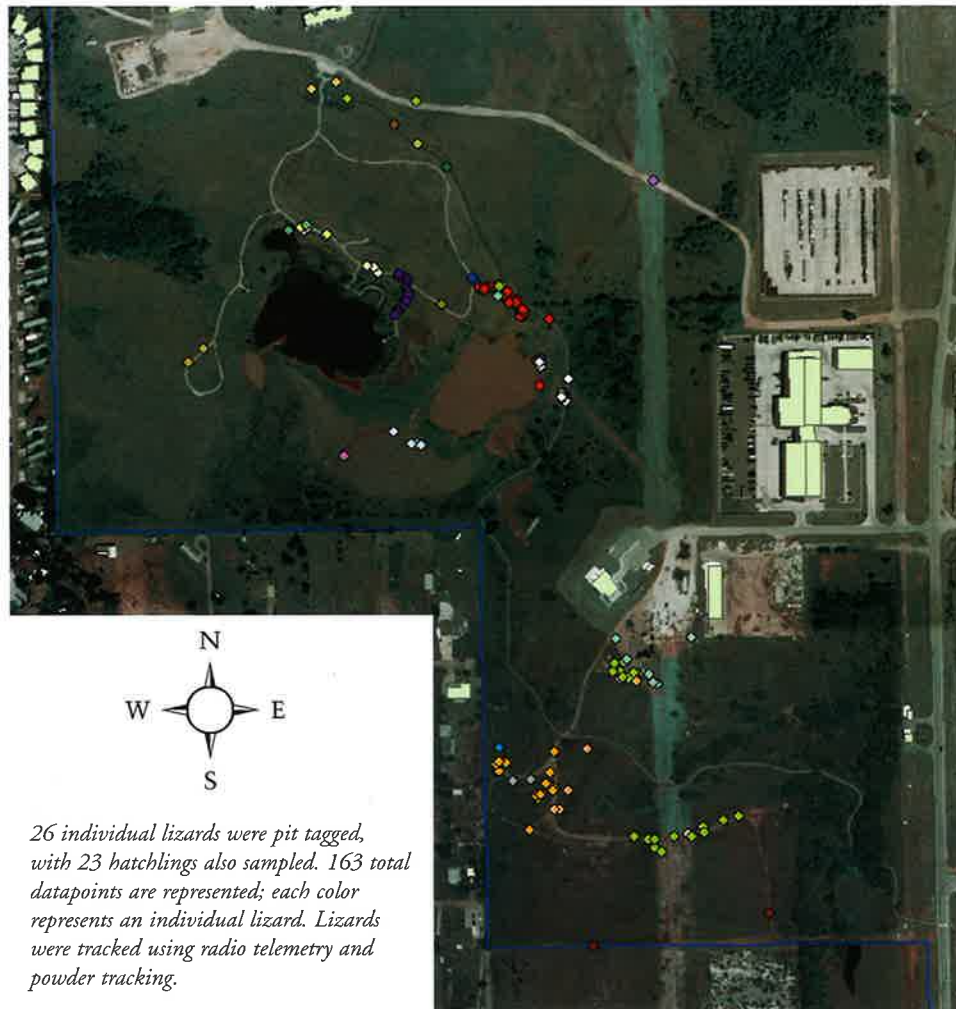 N
W E
S
26 individual lizards were pit tagged,
with 23 hatchlings also sampled. 163 total
datapoints are represented; each color
represents an individual lizard. Lizards
were tracked using radio telemetry and
powder tracking.